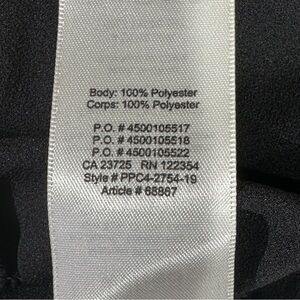 Body: 100% Polyester
Corps: 100% Polyester
P.O. # 4500105517
P.O. # 4500105518
P.O. # 4500105522
CA 23725 RN 122354
Style # PPC4-2754-19
Article # 68867